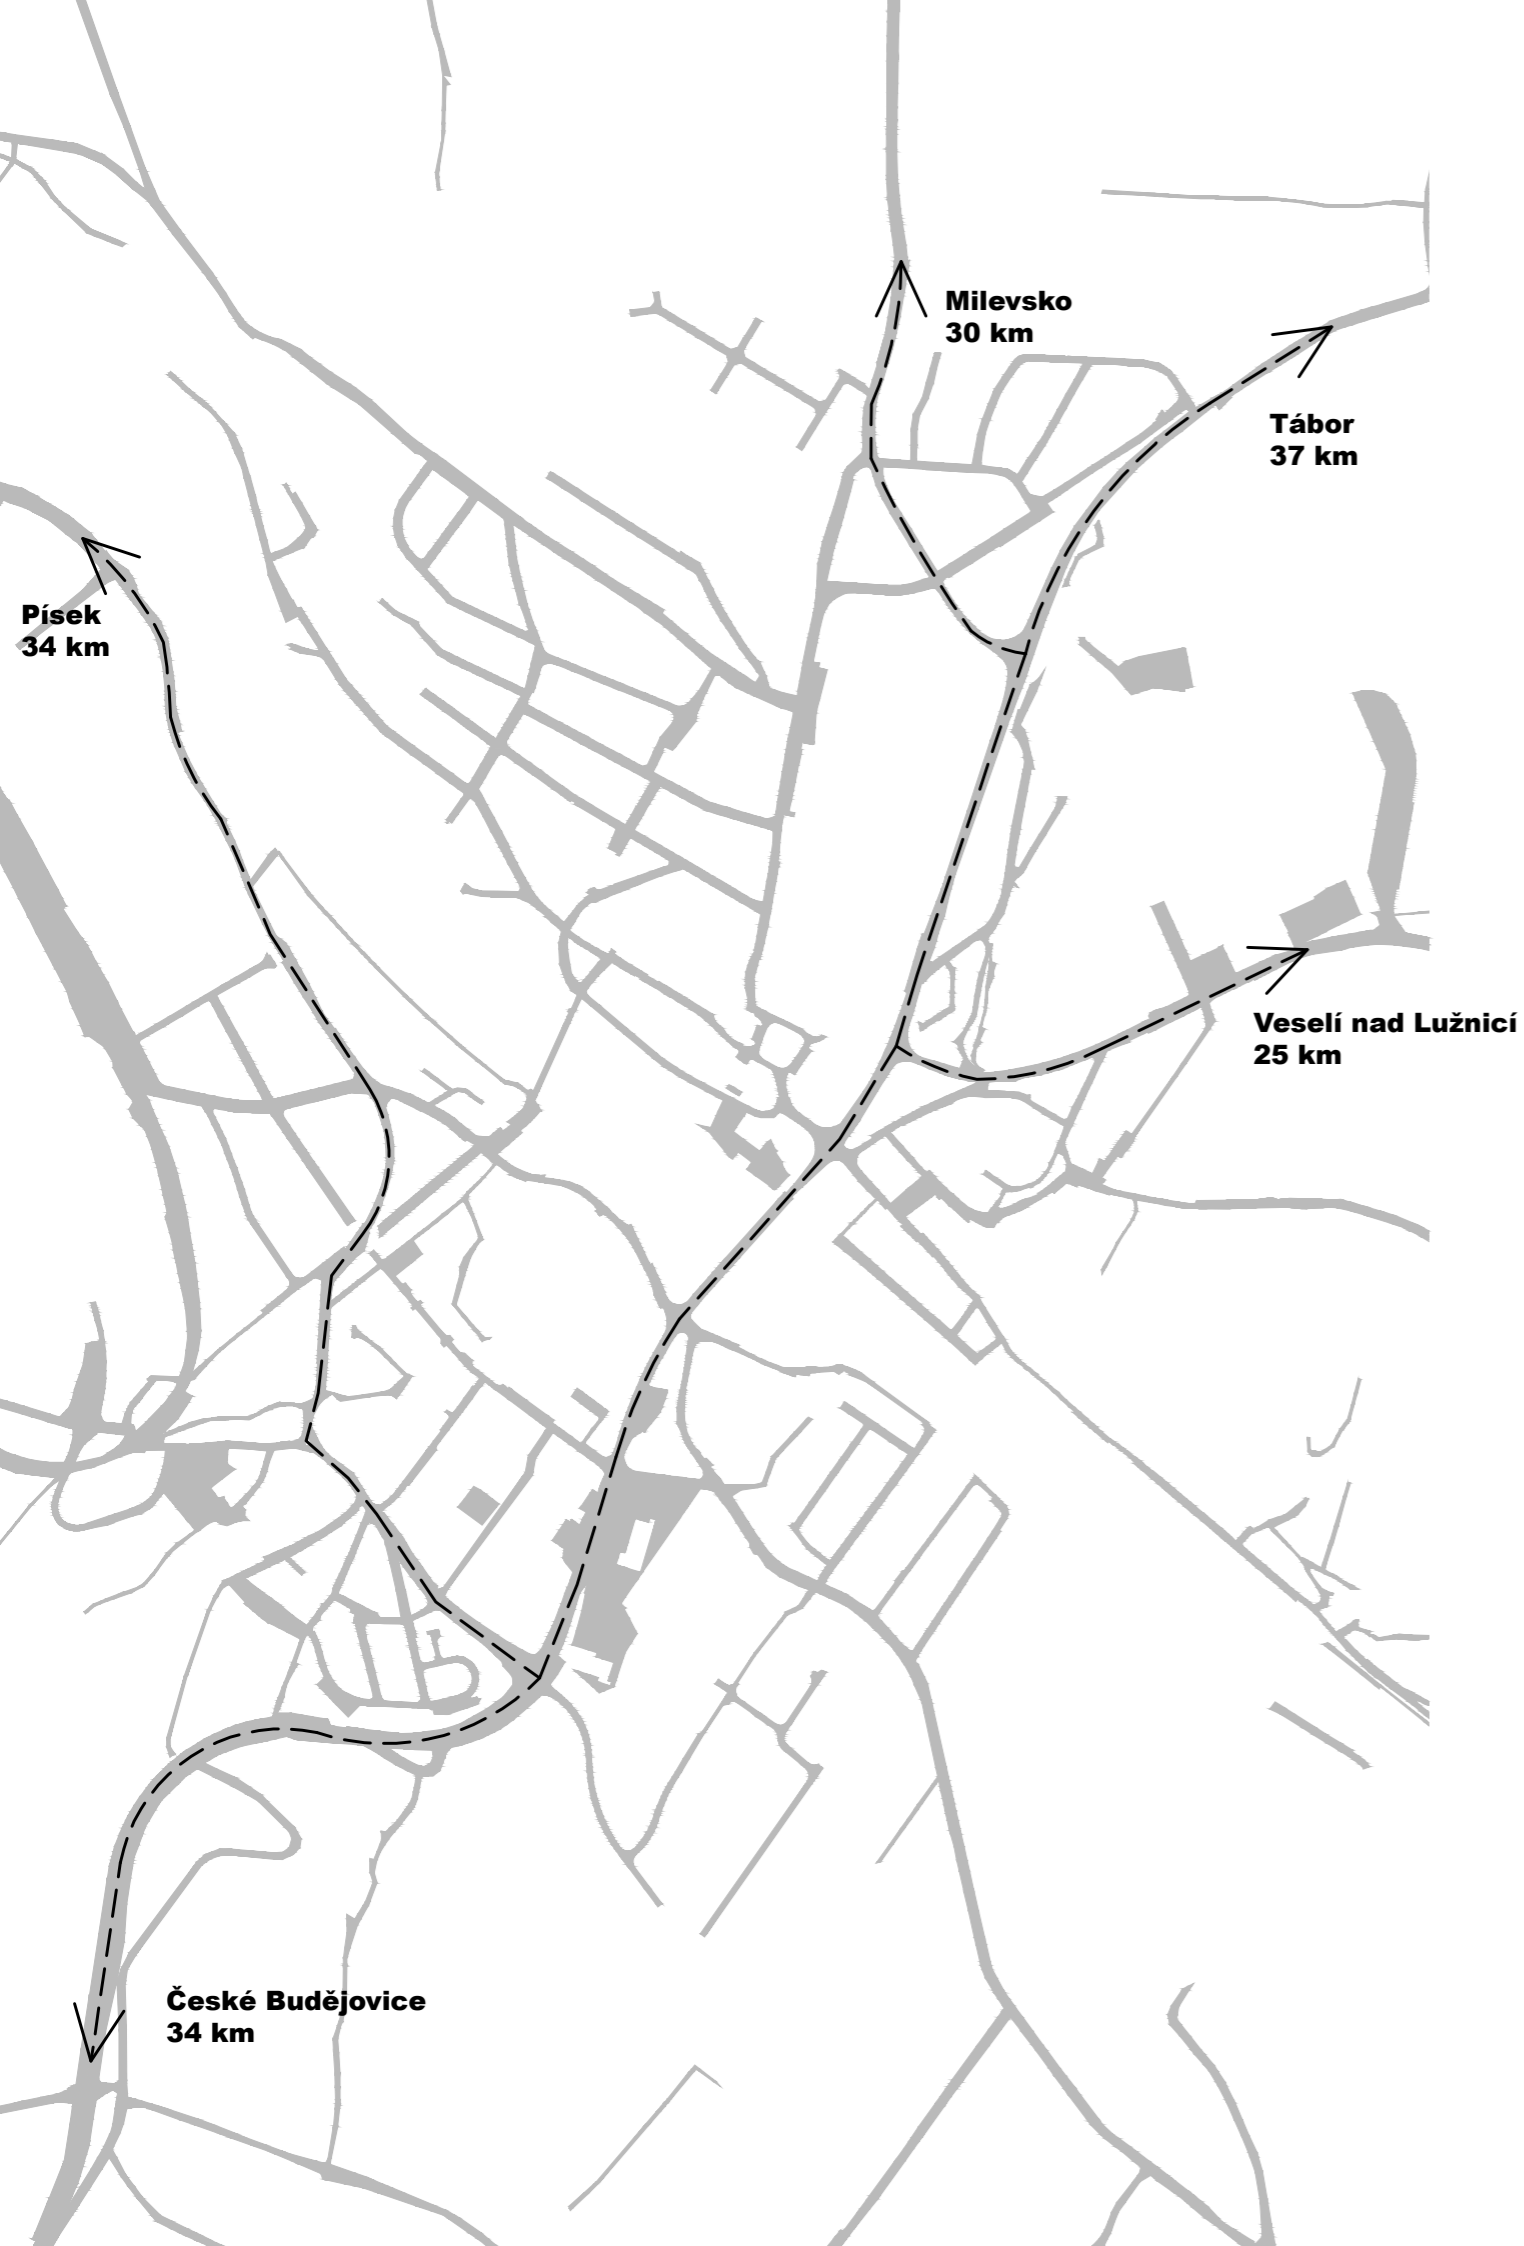 Milevsko
30 km
Tábor
37 km
Písek
34 km
Veselí nad Lužnicí
25 km
České Budějovice
34 km